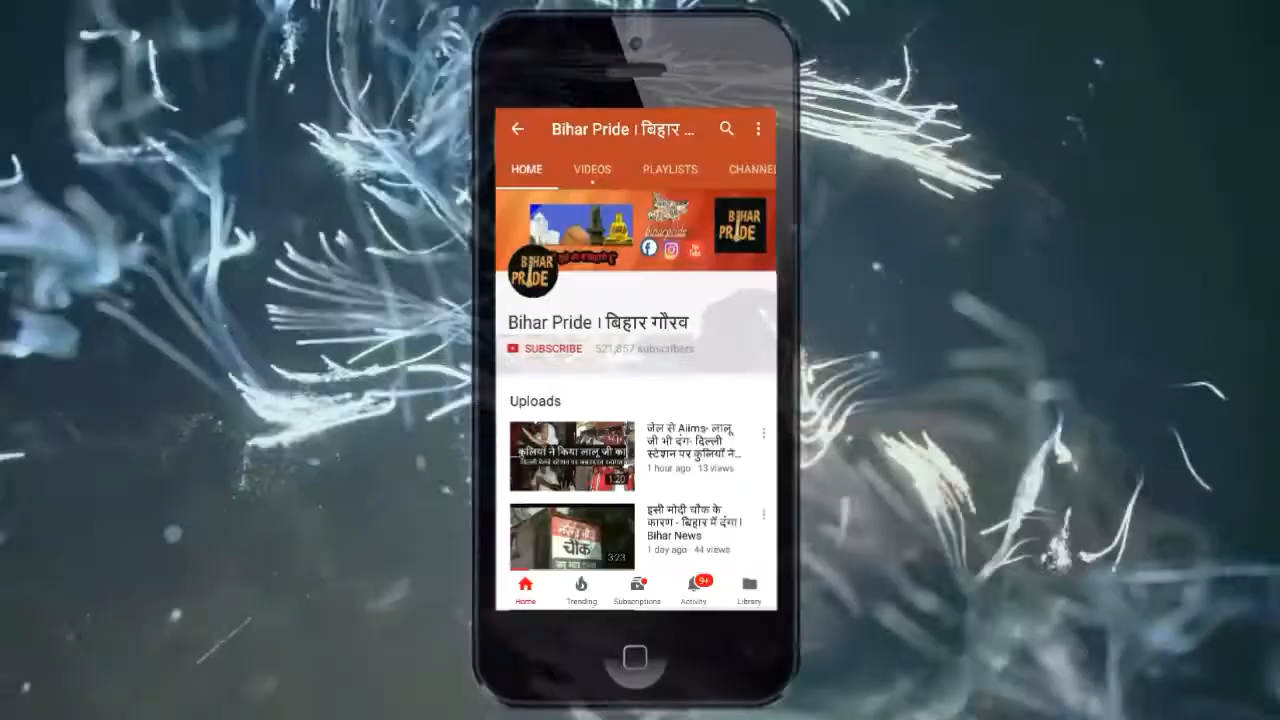 Bihar Pride । बिहार ...
HOME VIDEOS PLAYLISTS CHANNEL
biharpride
BIHAR
PRIDE
BIHAR
PRIDE
Bihar Pride । बिहार गौरव
SUBSCRIBE 521,857 subscribers
Uploads
जेल से Aiims- लालू
जी भी दंग- दिल्ली
स्टेशन पर कुलियों ने...
1 hour ago · 13 views
कुलियों ने किया लालू जी का
1:20
इसी मोदी चौक के
कारण - बिहार में दंगा।
Bihar News
1 day ago · 44 views
चौक
3:23
9+
Home Trending Subscriptions Activity Library